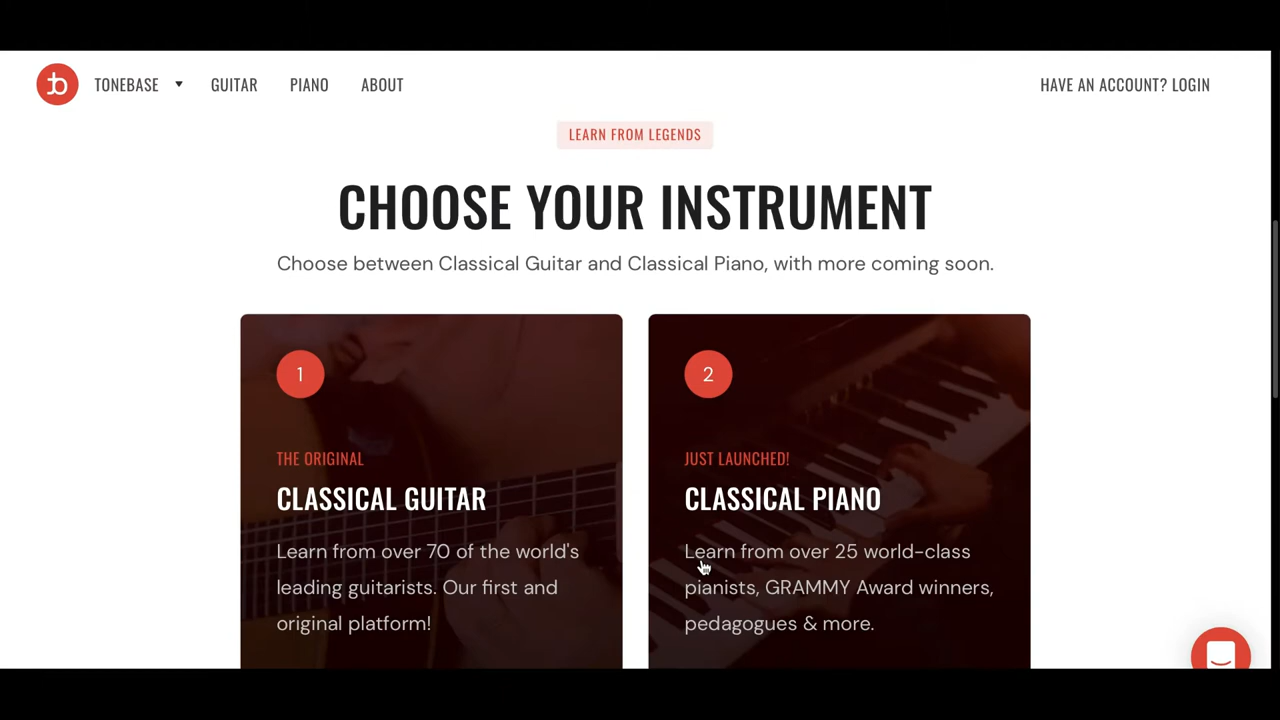 TONEBASE GUITAR PIANO ABOUT HAVE AN ACCOUNT? LOGIN
LEARN FROM LEGENDS
CHOOSE YOUR INSTRUMENT
Choose between Classical Guitar and Classical Piano, with more coming soon.
1
THE ORIGINAL
CLASSICAL GUITAR
Learn from over 70 of the world's
leading guitarists. Our first and
original platform!
2
JUST LAUNCHED!
CLASSICAL PIANO
Learn from over 25 world-class
pianists, GRAMMY Award winners,
pedagogues & more.